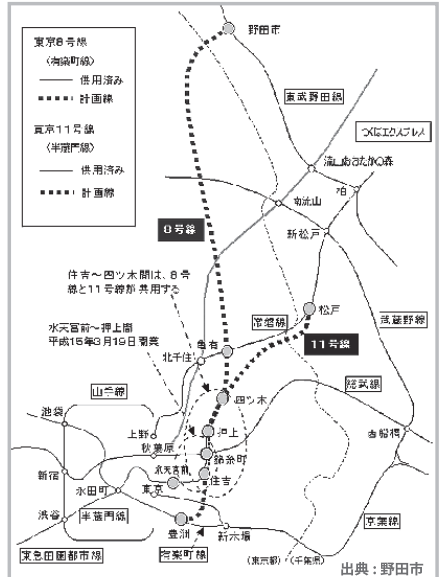 東京8号線
(有楽町線)
供用済み
計画線
東京11号線
(半蔵門線)
供用済み
計画線
野田市
東武野田線
つくばエクスプレス
流山おおたかの森
柏
南流山
新松戸
8号線
住吉～四ツ木間は、8号
線と11号線が共用する
水天宮前～押上間
平成15年3月19日開業
松戸
常磐線
亀有
11号線
武蔵野線
北千住
四ツ木
総武線
山手線
池袋
上野
押上
秋葉原
錦糸町
西船橋
水天宮前
新宿
東京
住吉
永田町
京葉線
渋谷
半蔵門線
豊洲
新木場
有楽町線
(東京都)
(千葉県)
東急田園都市線
出典：野田市